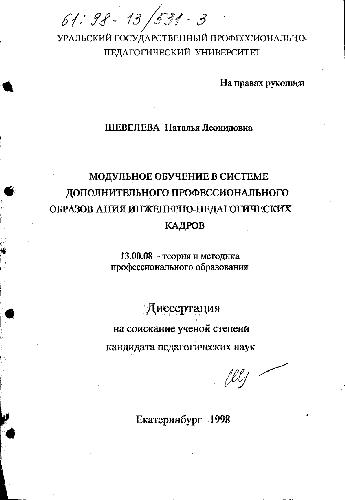 61:98-13/531-3
УРАЛЬСКИЙ ГОСУДАРСТВЕННЫЙ ПРОФЕССИОНАЛЬНО-
ПЕДАГОГИЧЕСКИЙ УНИВЕРСИТЕТ
На правах рукописи
ШЕВЕЛЕВА Наталья Леонидовна
МОДУЛЬНОЕ ОБУЧЕНИЕ В СИСТЕМЕ
ДОПОЛНИТЕЛЬНОГО ПРОФЕССИОНАЛЬНОГО
ОБРАЗОВАНИЯ ИНЖЕНЕРНО-ПЕДАГОГИЧЕСКИХ
КАДРОВ
13.00.08 - теория и методика
профессионального образования
Диссертация
на соискание ученой степени
кандидата педагогических наук
Екатеринбург 1998